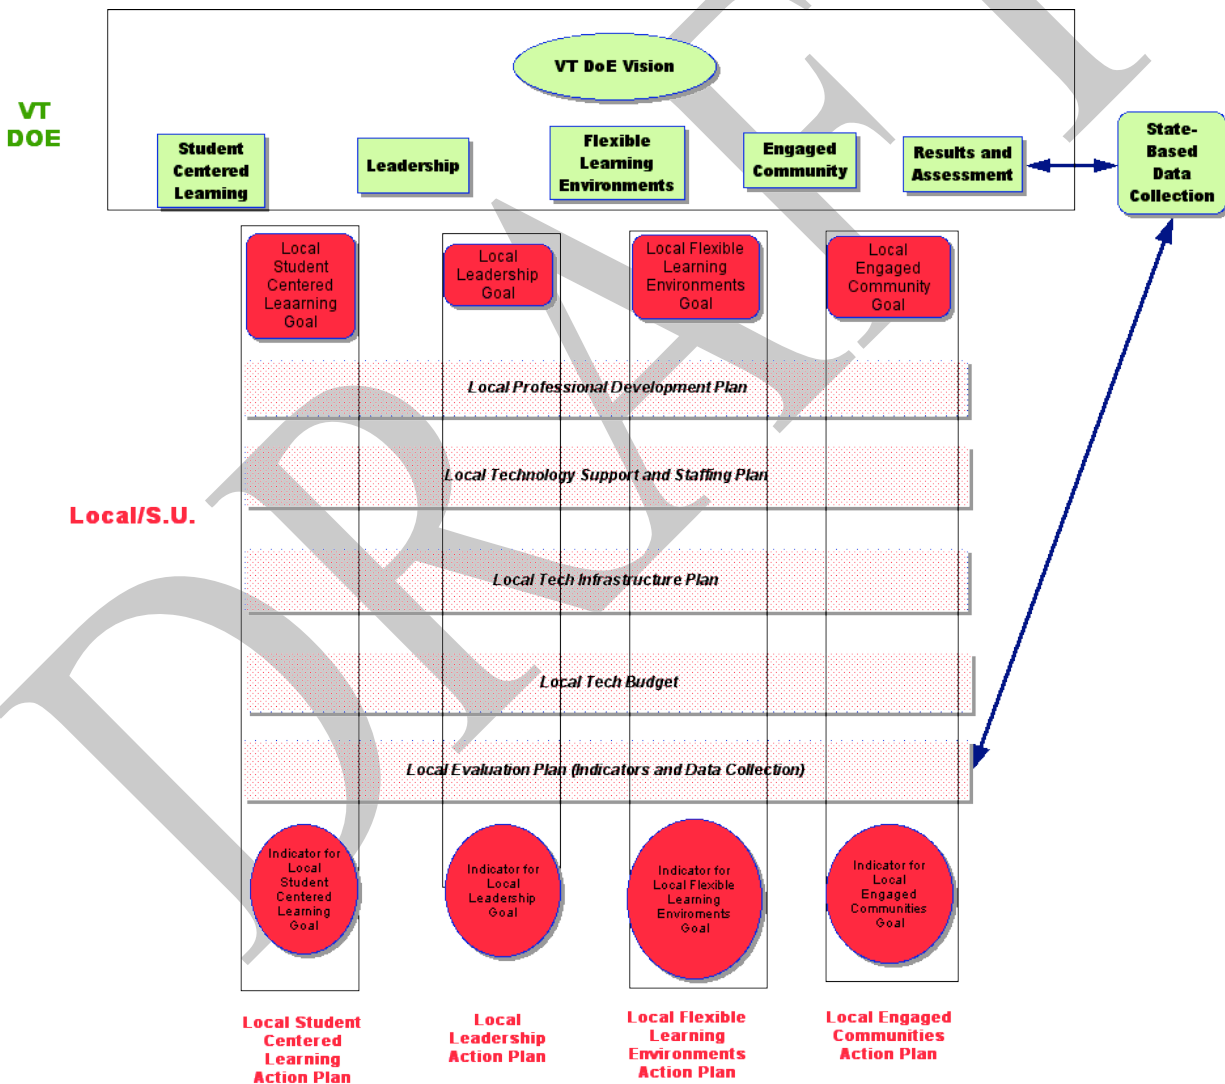 VT DoE Vision
VT
DOE
Student
Centered
Learning
Leadership
Flexible
Learning
Environments
Engaged
Community
Results and
Assessment
State-
Based
Data
Collection
Local
Student
Centered
Leaarning
Goal
Local
Leadership
Goal
Local Flexible
Learning
Environments
Goal
Local
Engaged
Community
Goal
Local Professional Development Plan
Local Technology Support and Staffing Plan
Local/S.U.
Local Tech Infrastructure Plan
Local Tech Budget
Local Evaluation Plan (Indicators and Data Collection)
Indicator for
Local
Student
Centered
Learning
Goal
Indicator for
Local
Leadership
Goal
Indicator for
Local Flexible
Learning
Enviroments
Goal
Indicator for
Local
Engaged
Communities
Goal
Local Student
Centered
Learning
Action Plan
Local
Leadership
Action Plan
Local Flexible
Learning
Environments
Action Plan
Local Engaged
Communities
Action Plan
DRAFT